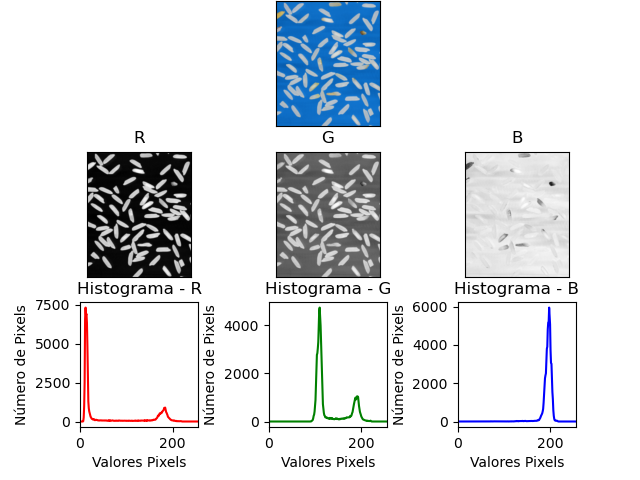 R
G
B
Histograma - R
Histograma - G
Histograma - B
Número de Pixels
7500
5000
2500
0
0
200
Valores Pixels
Número de Pixels
4000
2000
0
0
200
Valores Pixels
Número de Pixels
6000
4000
2000
0
0
200
Valores Pixels